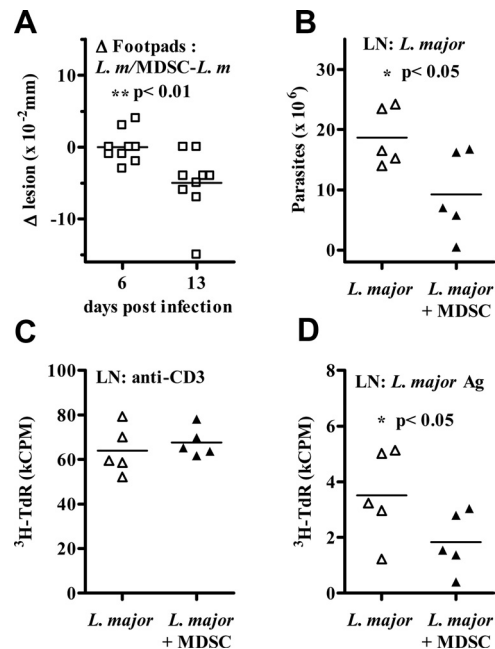 A
Δ Footpads :
L. m/MDSC-L. m
** p< 0.01
10
0
-10
Δ lesion (x 10⁻²mm)
6 13
days post infection
B
LN: L. major
* p< 0.05
30
20
10
0
Parasites (x 10⁶)
L. major L. major
+ MDSC
C
LN: anti-CD3
100
80
60
40
20
0
³H-TdR (kCPM)
L. major L. major
+ MDSC
D
LN: L. major Ag
* p< 0.05
8
6
4
2
0
³H-TdR (kCPM)
L. major L. major
+ MDSC